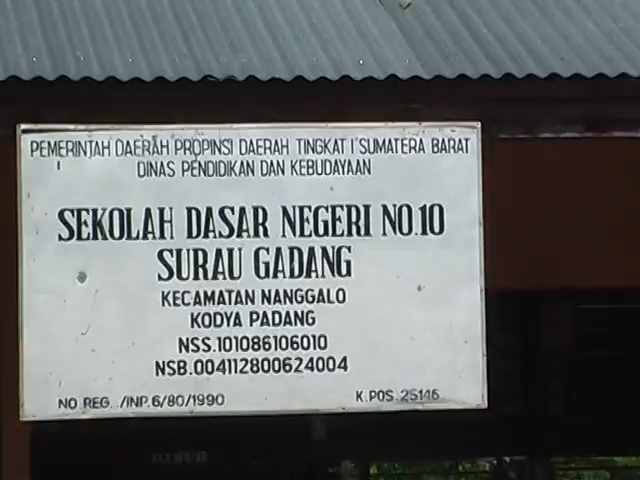 PEMERINTAH DAERAH PROPINSI DAERAH TINGKAT I SUMATERA BARAT
DINAS PENDIDIKAN DAN KEBUDAYAAN
SEKOLAH DASAR NEGERI NO.10
SURAU GADANG
KECAMATAN NANGGALO
KODYA PADANG
NSS.101086106010
NSB.004112800624004
NO REG. /INP.6/80/1990 K.POS.25146